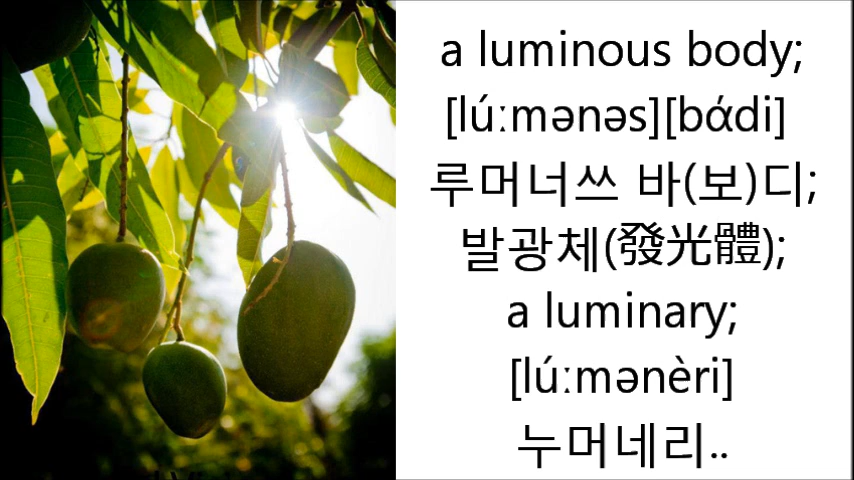 a luminous body;
[lúːmənəs][bάdi]
루머너쓰 바(보)디;
발광체(發光體);
a luminary;
[lúːmənèri]
누머네리..